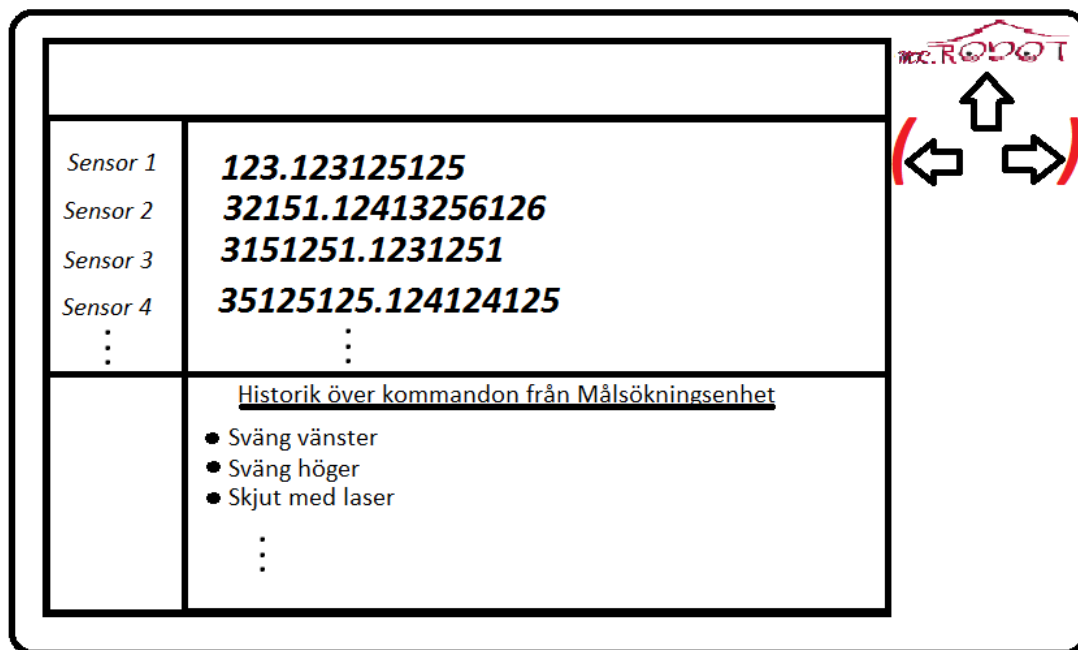 mc.ROBOT
Sensor 1 123.123125125
Sensor 2 32151.12413256126
Sensor 3 3151251.1231251
Sensor 4 35125125.124124125
Historik över kommandon från Målsökningsenhet
● Sväng vänster
● Sväng höger
● Skjut med laser